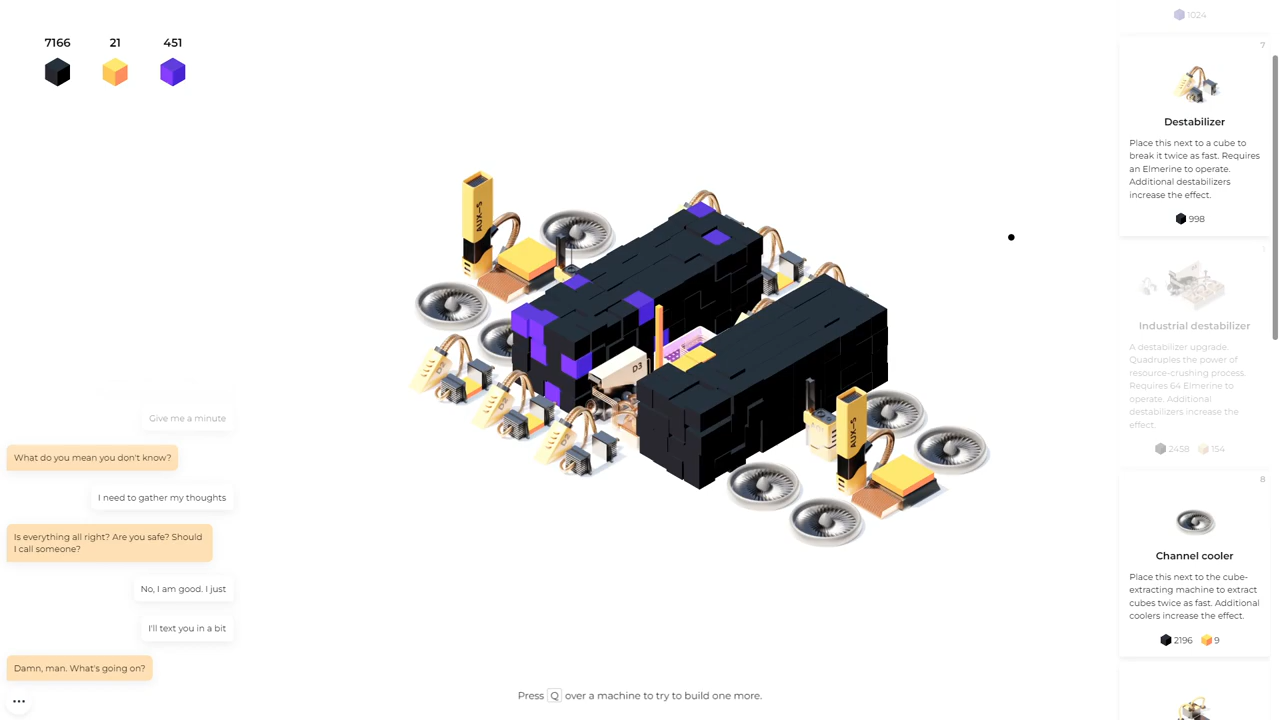 7166 21 451
1024
7
Destabilizer
Place this next to a cube to
break it twice as fast. Requires
an Elmerine to operate.
Additional destabilizers
increase the effect.
998
Industrial destabilizer
A destabilizer upgrade.
Quadruples the power of
resource-crushing process.
Requires 64 Elmerine to
operate. Additional
destabilizers increase the
effect.
2458 154
8
Channel cooler
Place this next to the cube-
extracting machine to extract
cubes twice as fast. Additional
coolers increase the effect.
2196 9
AUX-5
D3
AUX-5
Give me a minute
What do you mean you don't know?
I need to gather my thoughts
Is everything all right? Are you safe? Should
I call someone?
No, I am good. I just
I'll text you in a bit
Damn, man. What's going on?
Press Q over a machine to try to build one more.